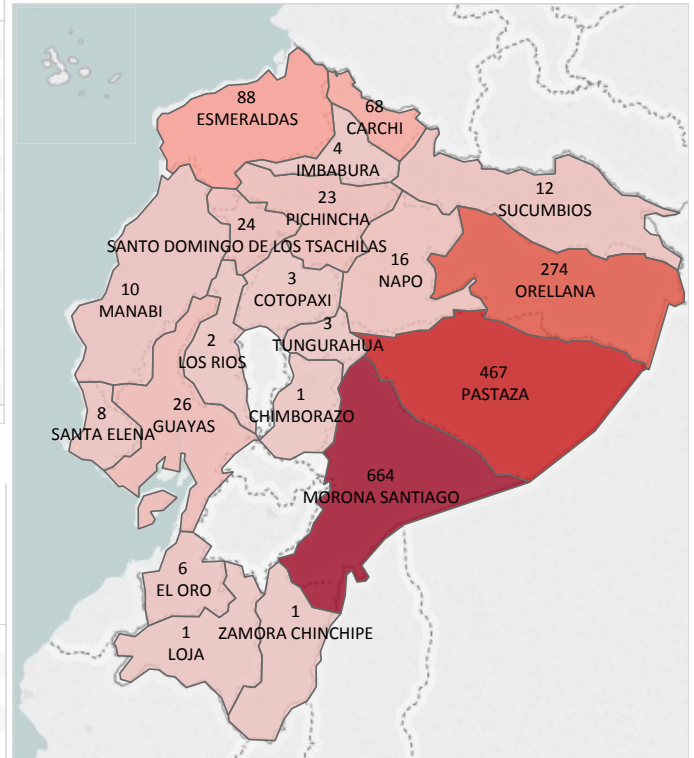 88
ESMERALDAS
68
CARCHI
4
IMBABURA
12
SUCUMBIOS
23
PICHINCHA
24
SANTO DOMINGO DE LOS TSACHILAS
16
NAPO
274
ORELLANA
3
COTOPAXI
10
MANABI
3
TUNGURAHUA
2
LOS RIOS
467
PASTAZA
1
CHIMBORAZO
8
SANTA ELENA
26
GUAYAS
664
MORONA SANTIAGO
6
EL ORO
1
ZAMORA CHINCHIPE
1
LOJA